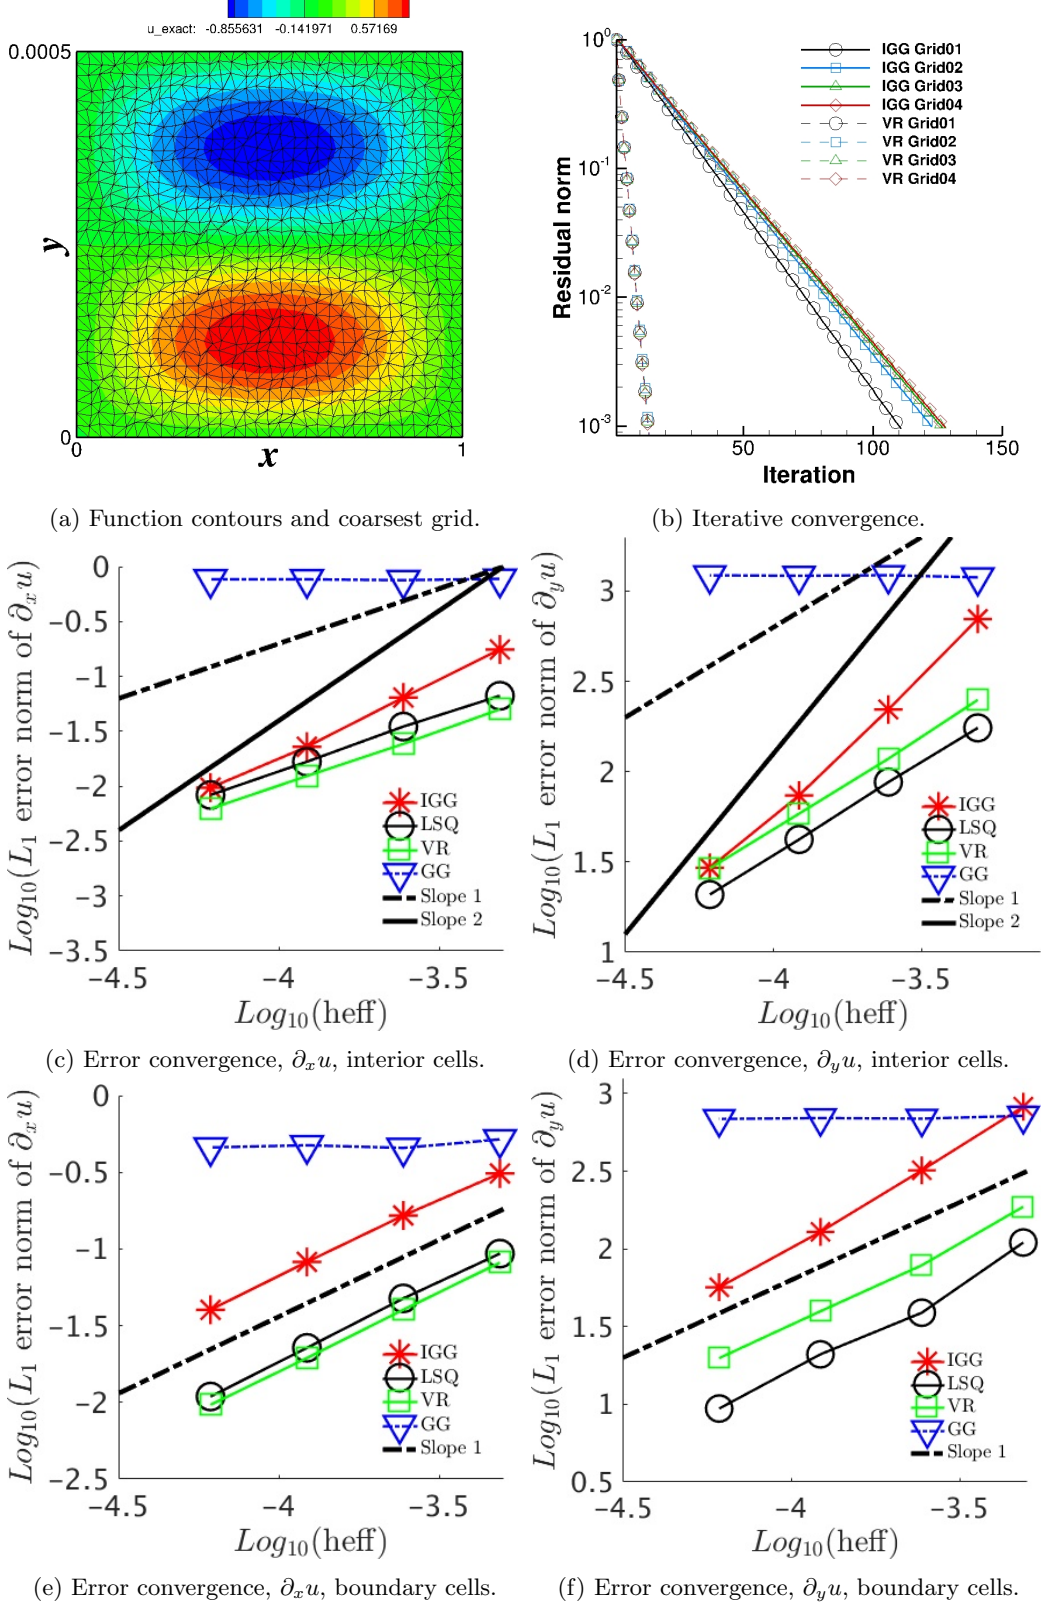 u_exact: -0.855631 -0.141971 0.57169
0.0005
y
0
0
x
1
(a) Function contours and coarsest grid.
10⁰
10⁻¹
10⁻²
10⁻³
Residual norm
50
100
150
Iteration
IGG Grid01
IGG Grid02
IGG Grid03
IGG Grid04
VR Grid01
VR Grid02
VR Grid03
VR Grid04
(b) Iterative convergence.
Log₁₀(L₁ error norm of ∂ₓu)
0
−0.5
−1
−1.5
−2
−2.5
−3
−3.5
−4.5
−4
−3.5
Log₁₀(heff)
IGG
LSQ
VR
GG
Slope 1
Slope 2
(c) Error convergence, ∂ₓu, interior cells.
Log₁₀(L₁ error norm of ∂_yu)
3
2.5
2
1.5
1
−4.5
−4
−3.5
Log₁₀(heff)
IGG
LSQ
VR
GG
Slope 1
Slope 2
(d) Error convergence, ∂_yu, interior cells.
Log₁₀(L₁ error norm of ∂ₓu)
0
−0.5
−1
−1.5
−2
−2.5
−4.5
−4
−3.5
Log₁₀(heff)
IGG
LSQ
VR
GG
Slope 1
(e) Error convergence, ∂ₓu, boundary cells.
Log₁₀(L₁ error norm of ∂_yu)
3
2.5
2
1.5
1
0.5
−4.5
−4
−3.5
Log₁₀(heff)
IGG
LSQ
VR
GG
Slope 1
(f) Error convergence, ∂_yu, boundary cells.